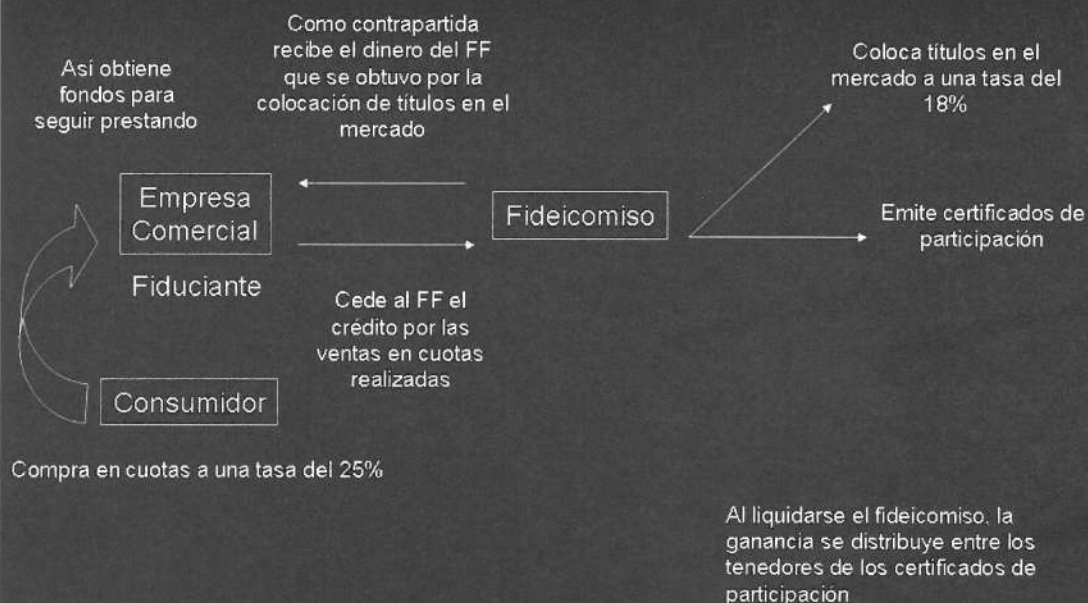 Así obtiene
fondos para
seguir prestando
Como contrapartida
recibe el dinero del FF
que se obtuvo por la
colocación de títulos en el
mercado
Coloca títulos en el
mercado a una tasa del
18%
Empresa
Comercial
Fiduciante
Fideicomiso
Emite certificados de
participación
Cede al FF el
crédito por las
ventas en cuotas
realizadas
Consumidor
Compra en cuotas a una tasa del 25%
Al liquidarse el fideicomiso, la
ganancia se distribuye entre los
tenedores de los certificados de
participación